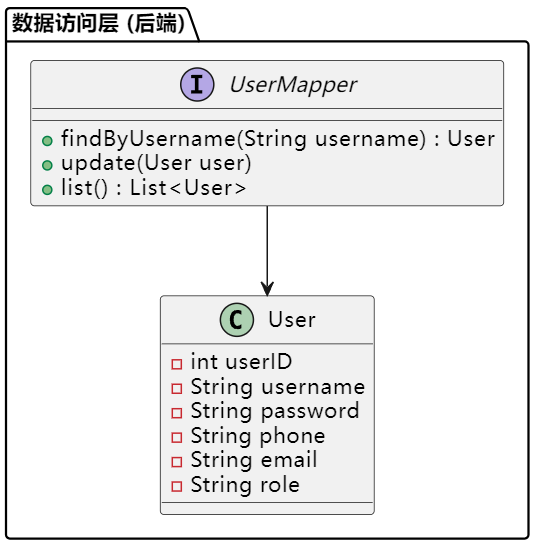 数据访问层 (后端)
I UserMapper
findByUsername(String username) : User
update(User user)
list() : List<User>
C User
int userID
String username
String password
String phone
String email
String role